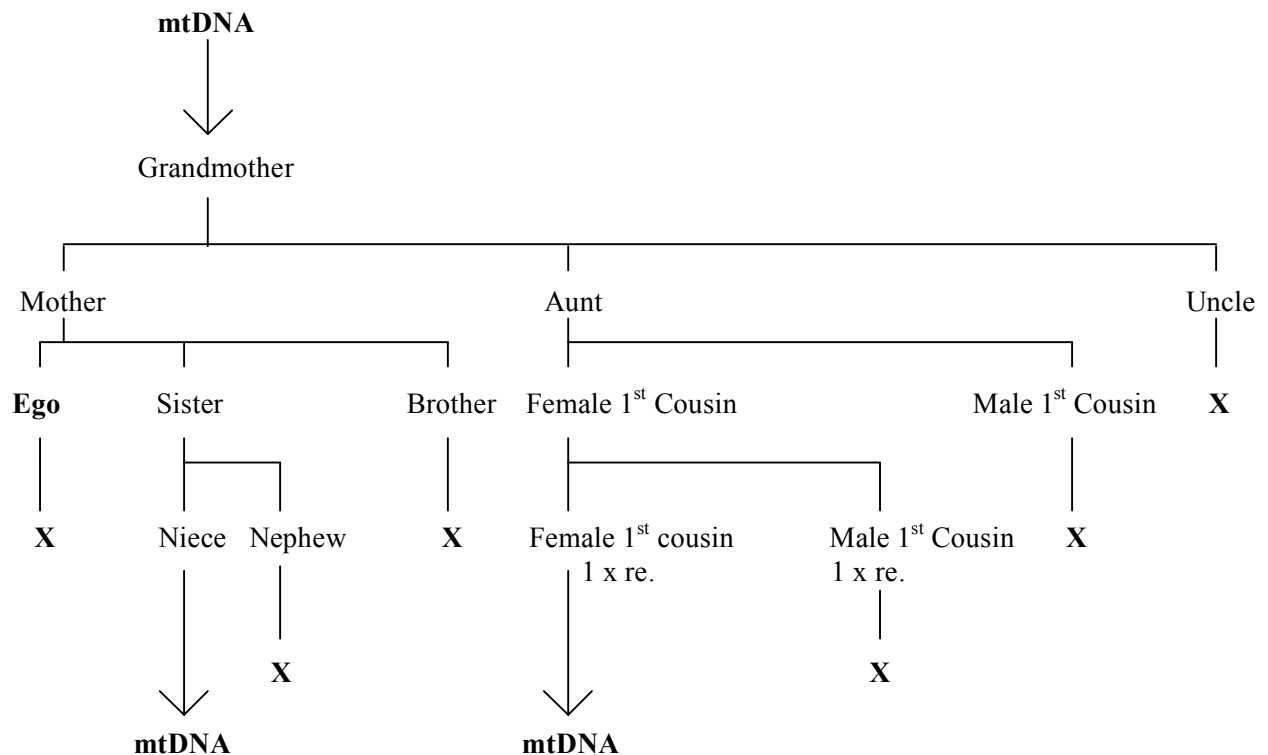 mtDNA
Grandmother
Mother Aunt Uncle
Ego Sister Brother Female 1st Cousin Male 1st Cousin X
X Niece Nephew X Female 1st cousin Male 1st Cousin X
1 x re. 1 x re.
X X
mtDNA mtDNA